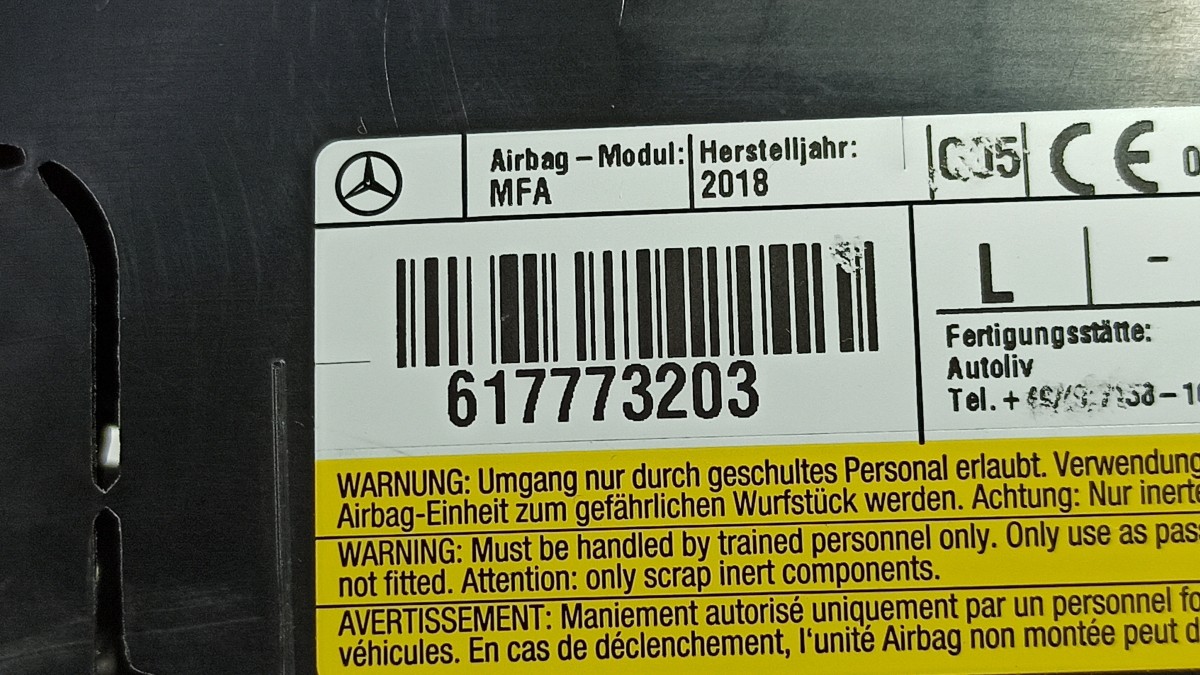 Airbag – Modul: Herstelljahr:
MFA 2018
C05 CE 0
617773203
L –
Fertigungsstätte:
Autoliv
Tel. +
WARNUNG: Umgang nur durch geschultes Personal erlaubt. Verwendung
Airbag-Einheit zum gefährlichen Wurfstück werden. Achtung: Nur inerte
WARNING: Must be handled by trained personnel only. Only use as pas
not fitted. Attention: only scrap inert components.
AVERTISSEMENT: Maniement autorisé uniquement par un personnel fo
véhicules. En cas de déclenchement, l'unité Airbag non montée peut d